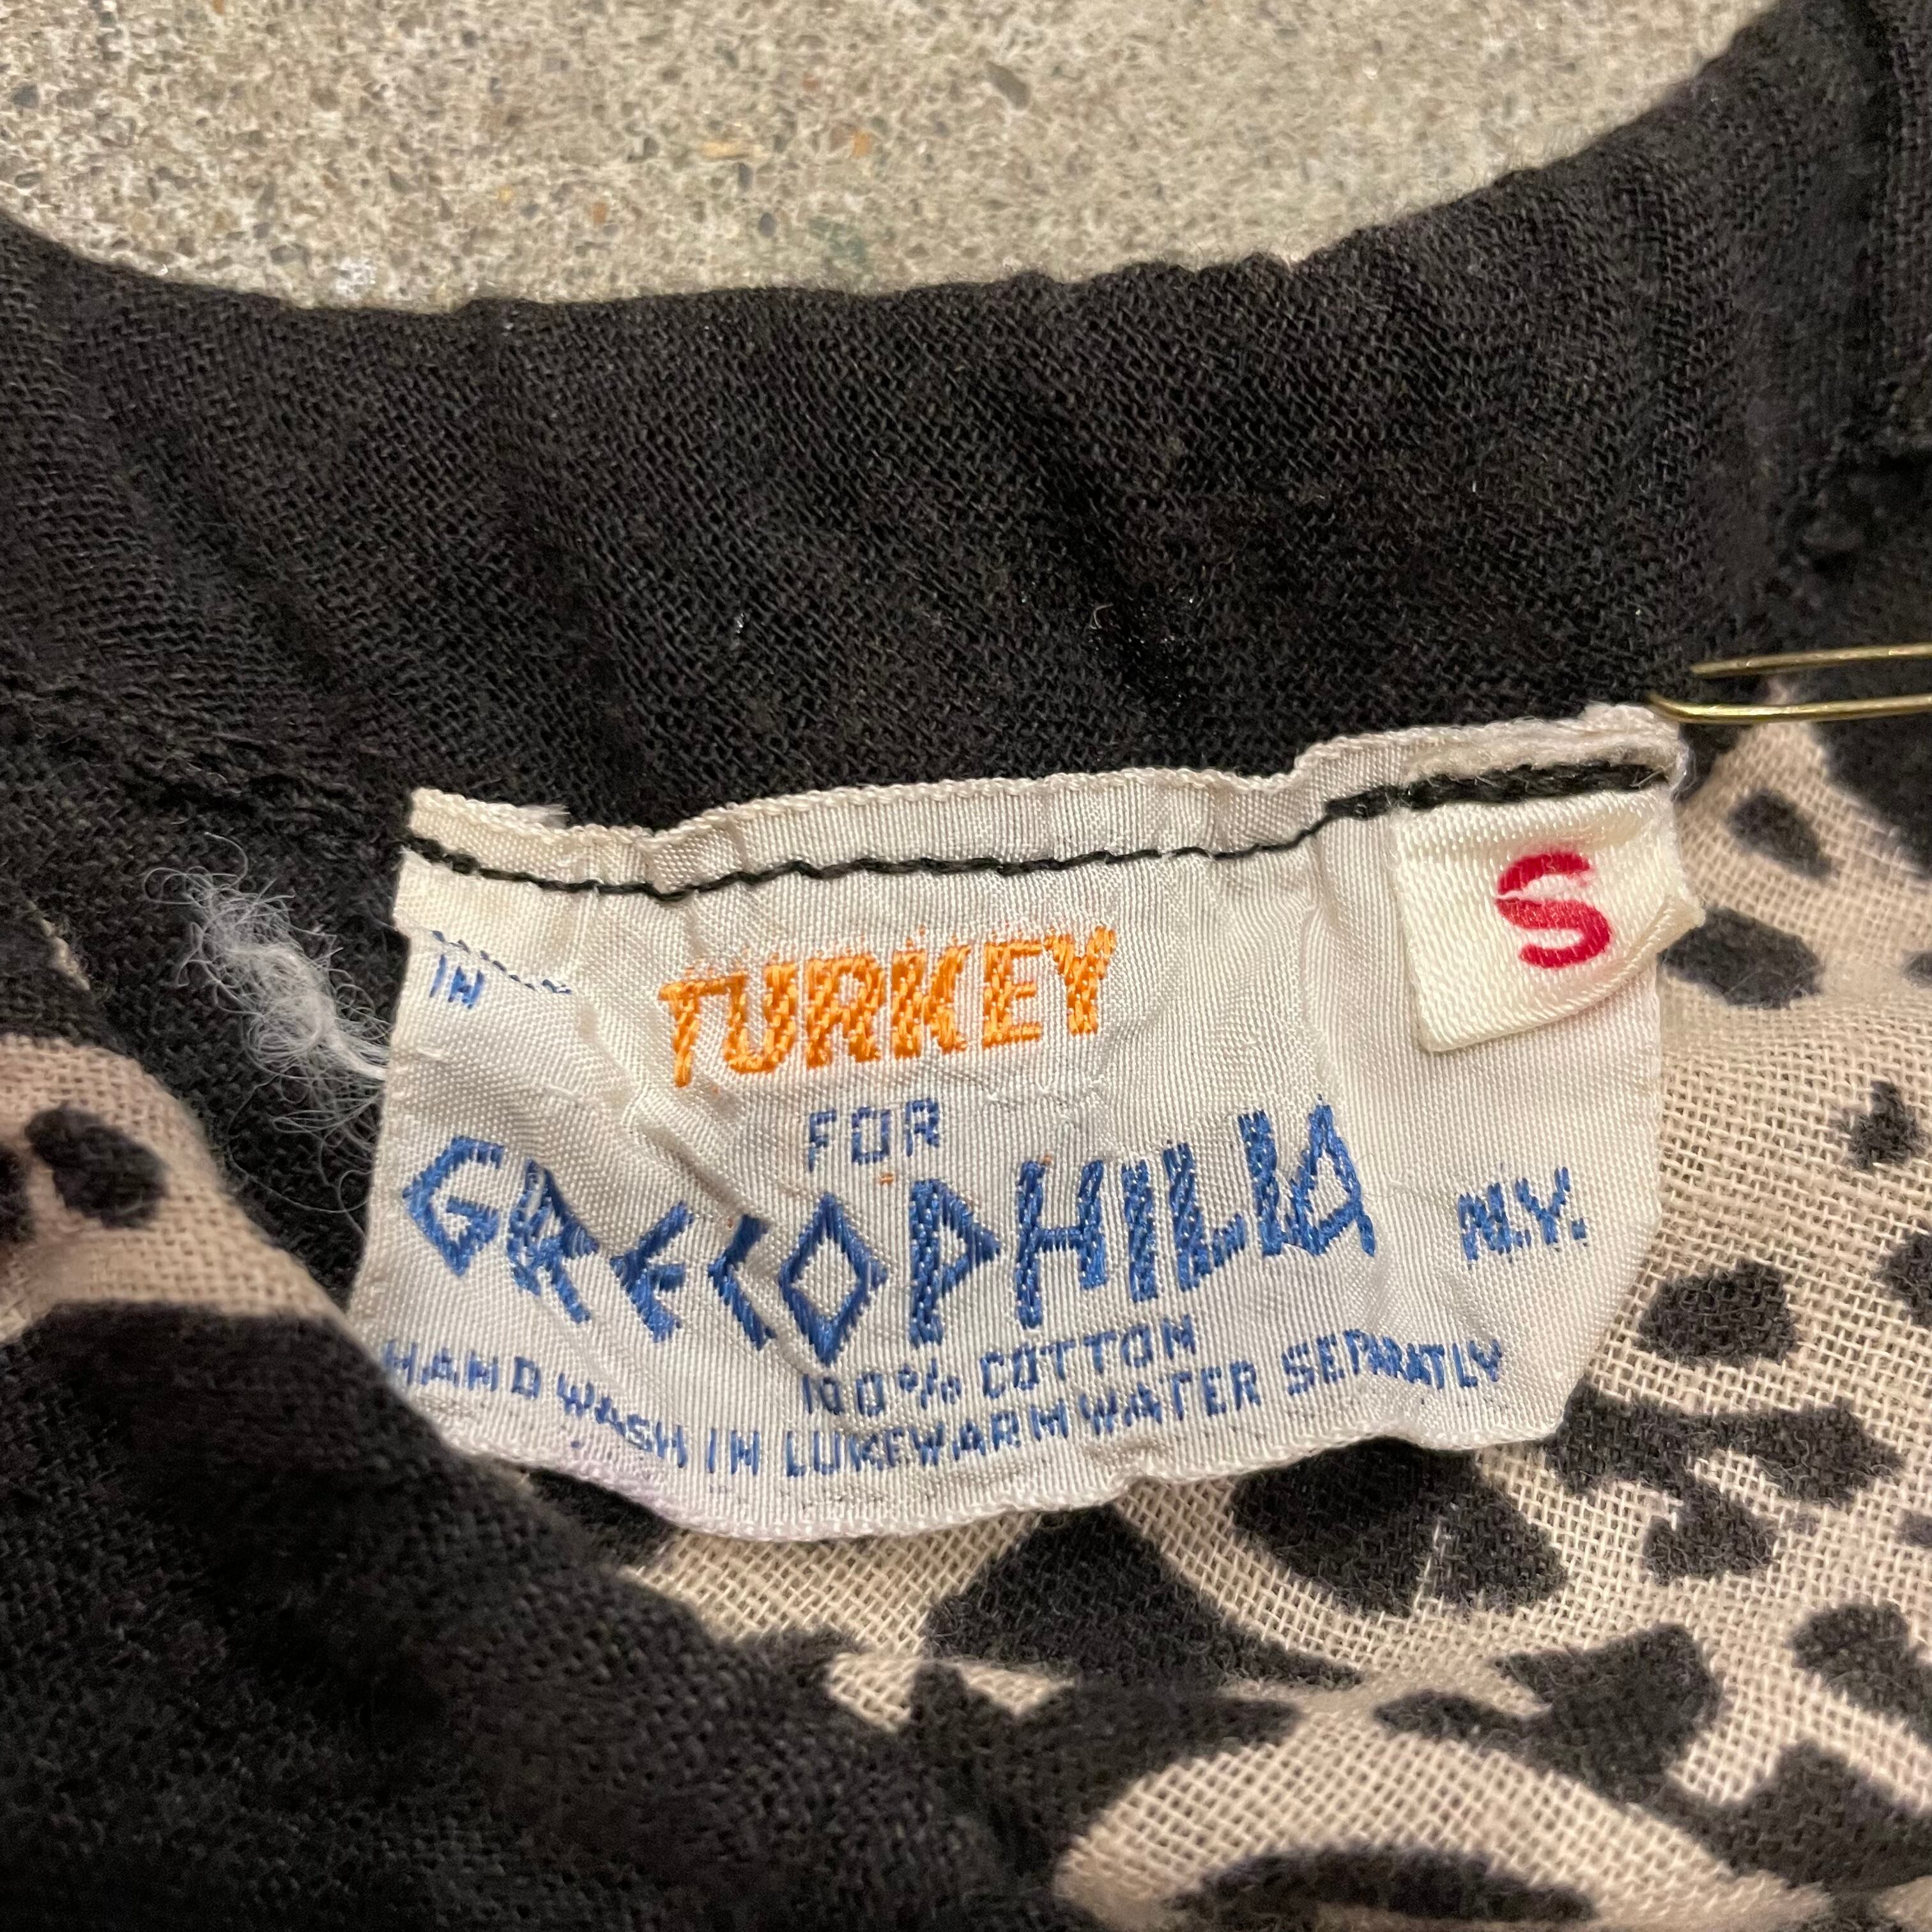 S
IN TURKEY
FOR
GRECOPHILIA N.Y.
100% COTTON
HAND WASH IN LUKEWARM WATER SEPARATLY